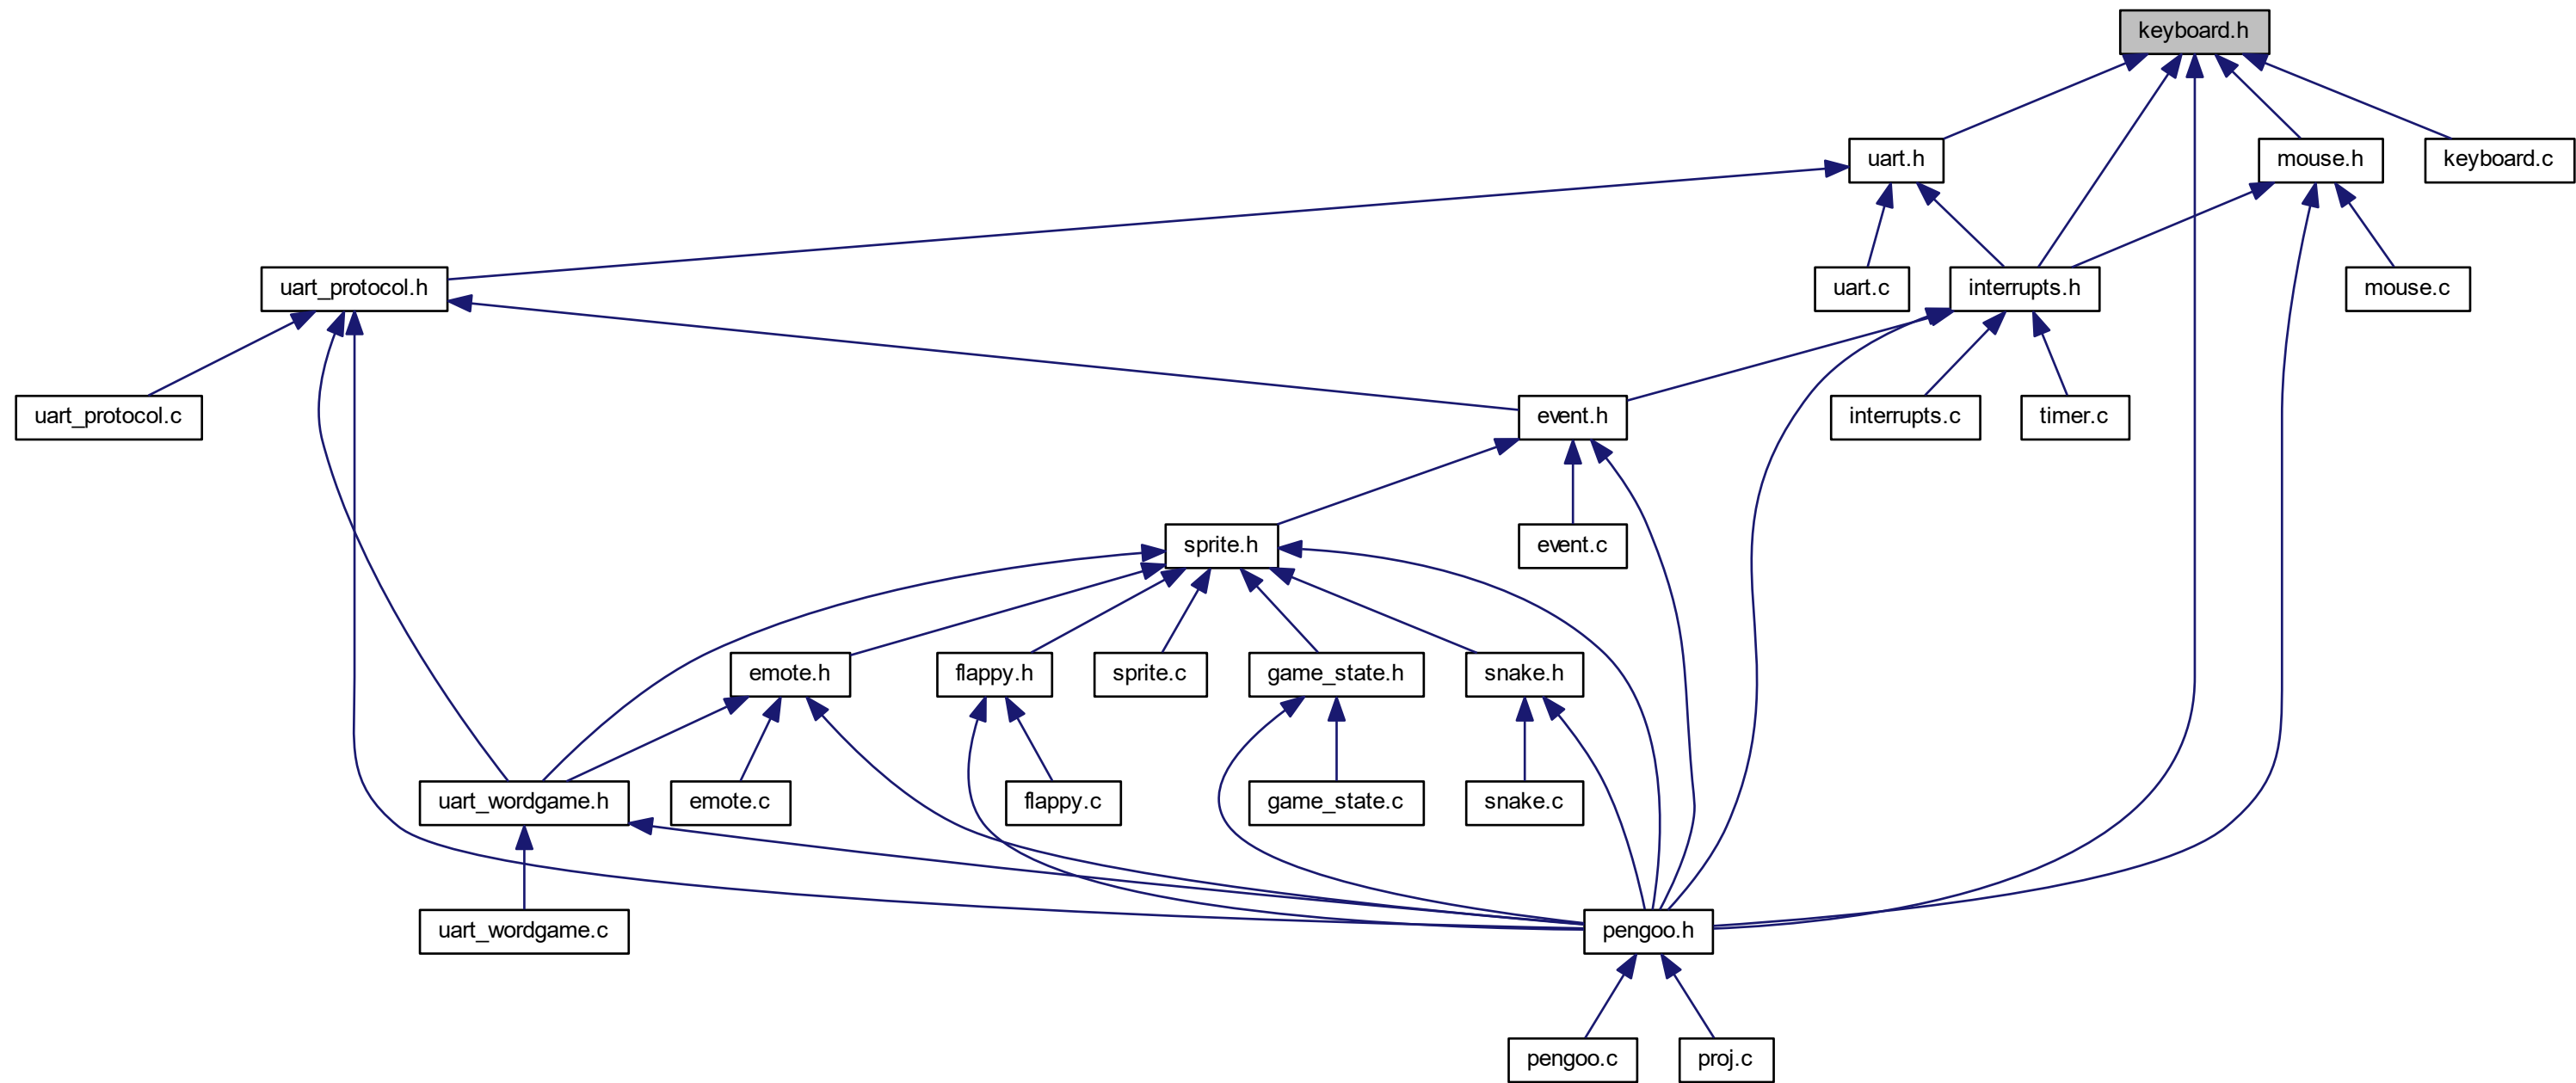 keyboard.h
uart.h
mouse.h
keyboard.c
uart_protocol.h
uart.c
interrupts.h
mouse.c
uart_protocol.c
event.h
interrupts.c
timer.c
sprite.h
event.c
emote.h
flappy.h
sprite.c
game_state.h
snake.h
uart_wordgame.h
emote.c
flappy.c
game_state.c
snake.c
uart_wordgame.c
pengoo.h
pengoo.c
proj.c